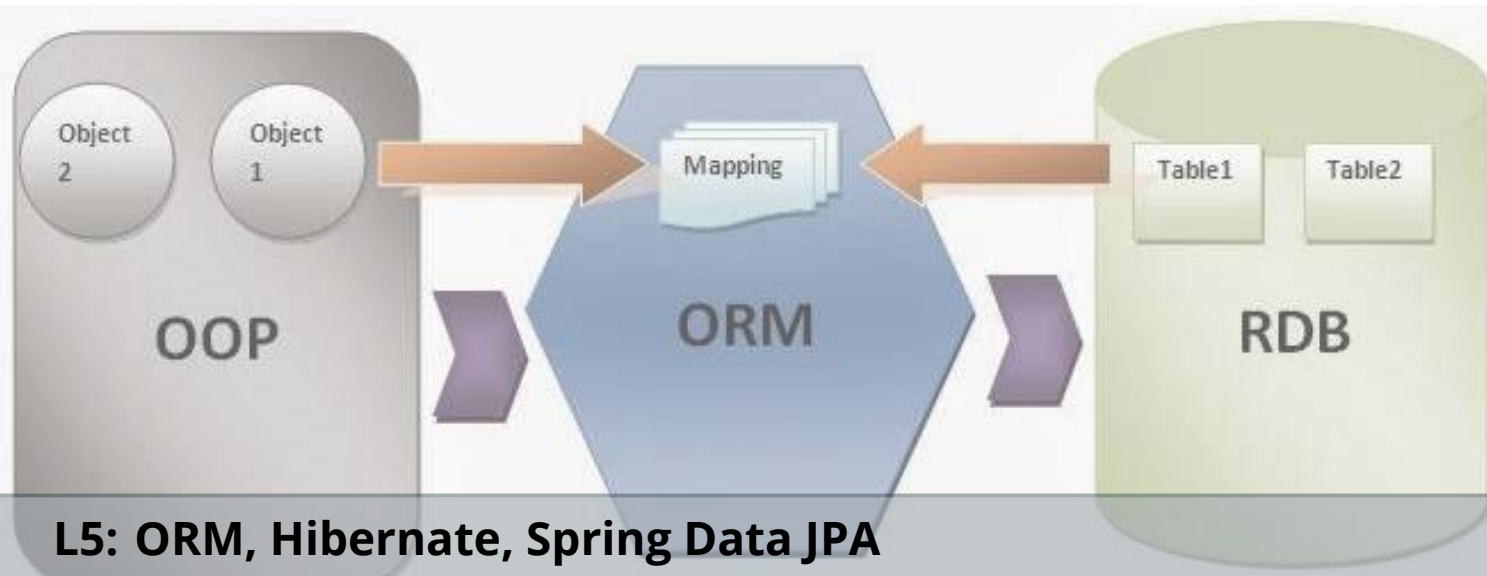 Object
2
Object
1
Mapping
Table1
Table2
OOP
ORM
RDB
L5: ORM, Hibernate, Spring Data JPA